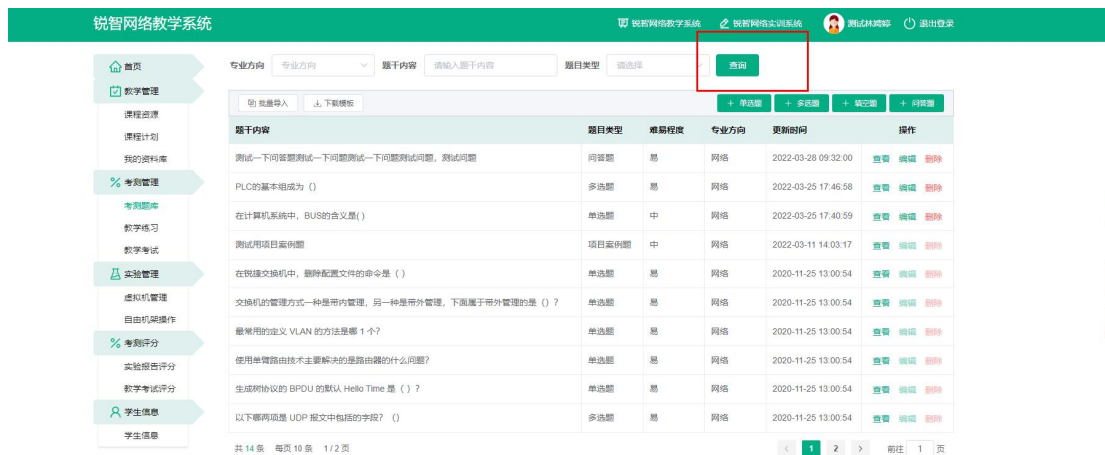 锐智网络教学系统 锐智网络教学系统 锐智网络实训系统 测试林婷婷 退出登录
首页 专业方向 专业方向 题干内容 请输入题干内容 题目类型 请选择 查询
教学管理 批量导入 下载模板 + 单选题 + 多选题 + 填空题 + 问答题
课程资源
课程计划
我的资料库
考测管理
考测题库
教学练习
教学考试
实验管理
虚拟机管理
自由机架操作
考测评分
实验报告评分
教学考试评分
学生信息
学生信息
题干内容 题目类型 难易程度 专业方向 更新时间 操作
测试一下问答题测试一下问题测试一下问题测试问题,测试问题 问答题 易 网络 2022-03-28 09:32:00 查看 编辑 删除
PLC的基本组成为() 多选题 易 网络 2022-03-25 17:46:58 查看 编辑 删除
在计算机系统中,BUS的含义是( ) 单选题 中 网络 2022-03-25 17:40:59 查看 编辑 删除
测试用项目案例题 项目案例题 中 网络 2022-03-11 14:03:17 查看 编辑 删除
在锐捷交换机中,删除配置文件的命令是( ) 单选题 易 网络 2020-11-25 13:00:54 查看 编辑 删除
交换机的管理方式一种是带内管理,另一种是带外管理,下面属于带外管理的是()? 单选题 易 网络 2020-11-25 13:00:54 查看 编辑 删除
最常用的定义 VLAN 的方法是哪 1 个? 单选题 易 网络 2020-11-25 13:00:54 查看 编辑 删除
使用单臂路由技术主要解决的是路由器的什么问题? 单选题 易 网络 2020-11-25 13:00:54 查看 编辑 删除
生成树协议的 BPDU 的默认 Hello Time 是( )? 单选题 易 网络 2020-11-25 13:00:54 查看 编辑 删除
以下哪两项是 UDP 报文中包括的字段? () 多选题 易 网络 2020-11-25 13:00:54 查看 编辑 删除
共 14 条 每页 10 条 1 / 2 页 < 1 2 > 前往 1 页